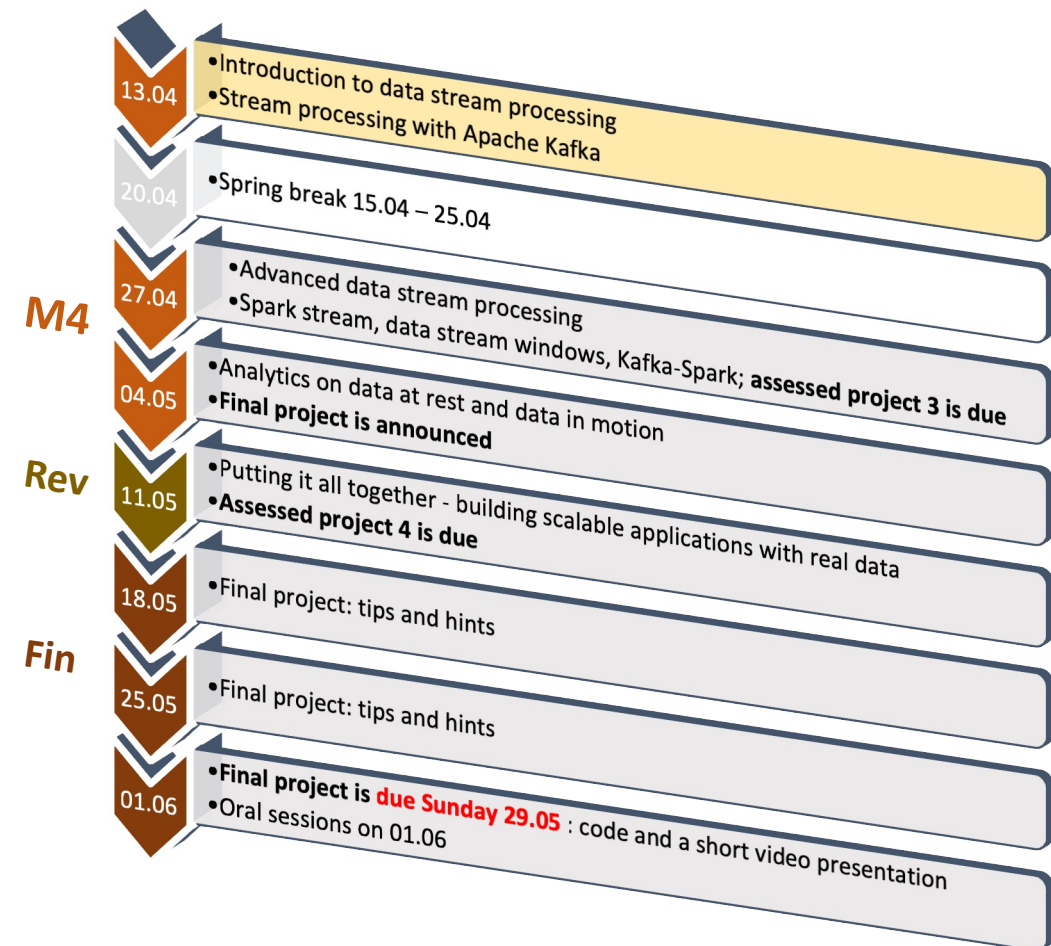 13.04
•Introduction to data stream processing
•Stream processing with Apache Kafka
20.04
•Spring break 15.04 – 25.04
M4
27.04
•Advanced data stream processing
•Spark stream, data stream windows, Kafka-Spark; assessed project 3 is due
04.05
•Analytics on data at rest and data in motion
•Final project is announced
Rev
11.05
•Putting it all together - building scalable applications with real data
•Assessed project 4 is due
18.05
•Final project: tips and hints
Fin
25.05
•Final project: tips and hints
01.06
•Final project is due Sunday 29.05 : code and a short video presentation
•Oral sessions on 01.06